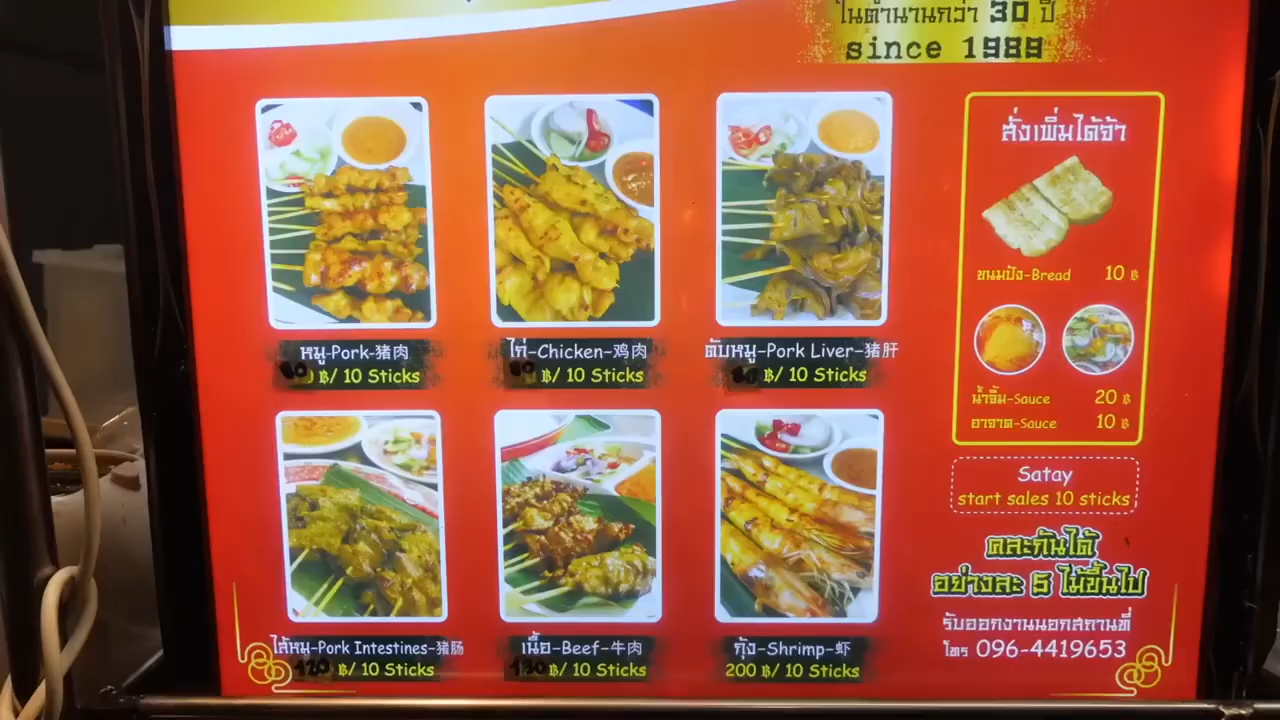 ในตำนานกว่า 30 ปี
since 1989
หมู-Pork-猪肉
80 ฿/ 10 Sticks
ไก่-Chicken-鸡肉
80 ฿/ 10 Sticks
ตับหมู-Pork Liver-猪肝
฿/ 10 Sticks
ไส้หมู-Pork Intestines-猪肠
120 ฿/ 10 Sticks
เนื้อ-Beef-牛肉
130 ฿/ 10 Sticks
กุ้ง-Shrimp-虾
200 ฿/ 10 Sticks
สั่งเพิ่มได้จ้า
ขนมปัง-Bread 10 ฿
น้ำจิ้ม-Sauce 20 ฿
อาจาด-Sauce 10 ฿
Satay
start sales 10 sticks
คละกันได้
อย่างละ 5 ไม้ขึ้นไป
รับออกงานนอกสถานที่
โทร 096-4419653